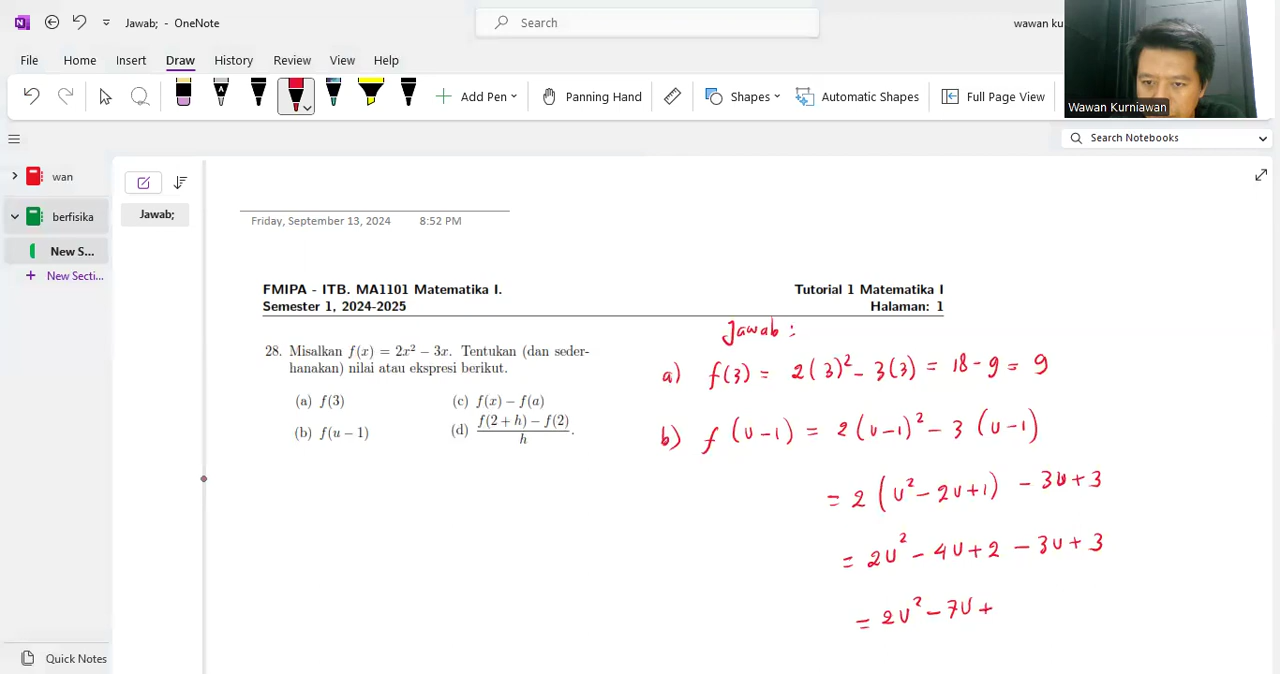 Jawab; - OneNote
Search
wawan ku
File Home Insert Draw History Review View Help
Add Pen Panning Hand Shapes Automatic Shapes Full Page View
Wawan Kurniawan
Search Notebooks
wan
berfisika
New S...
New Secti...
Jawab;
Friday, September 13, 2024 8:52 PM
FMIPA - ITB. MA1101 Matematika I. Tutorial 1 Matematika I
Semester 1, 2024-2025 Halaman: 1
28. Misalkan f(x) = 2x² − 3x. Tentukan (dan seder-
hanakan) nilai atau ekspresi berikut.
(a) f(3) (c) f(x) − f(a)
(b) f(u − 1) (d) f(2 + h) − f(2) / h.
Jawab :
a) f(3) = 2(3)² - 3(3) = 18 - 9 = 9
b) f(u-1) = 2(u-1)² - 3(u-1)
= 2(u² - 2u+1) - 3u+3
= 2u² - 4u+2 - 3u+3
= 2u² - 7u+
Quick Notes